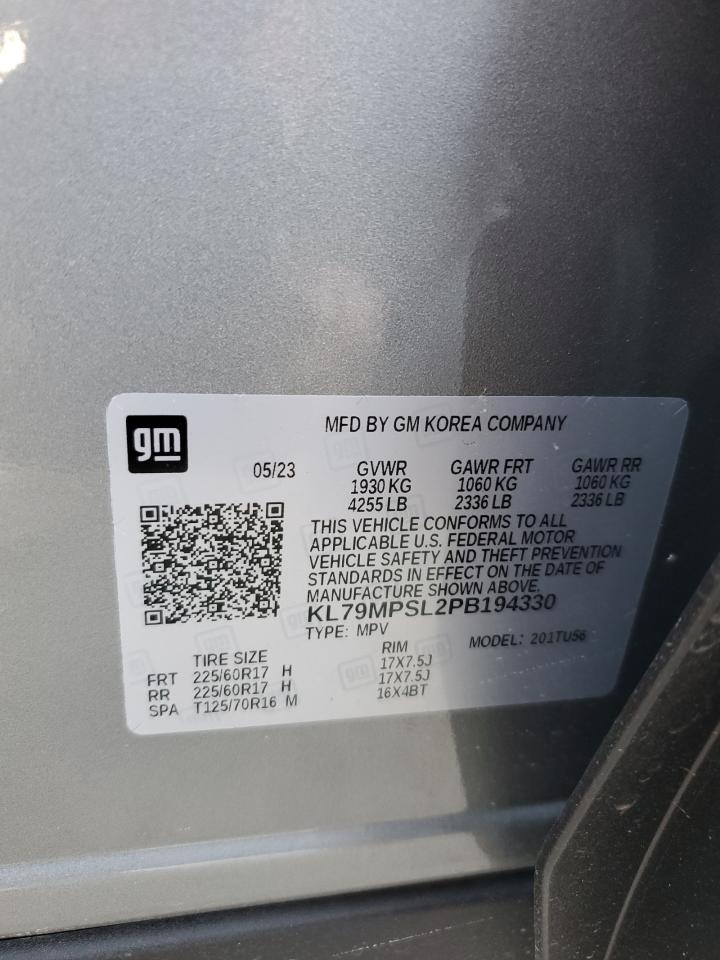 gm
MFD BY GM KOREA COMPANY
05/23 GVWR GAWR FRT GAWR RR
1930 KG 1060 KG 1060 KG
4255 LB 2336 LB 2336 LB
THIS VEHICLE CONFORMS TO ALL
APPLICABLE U.S. FEDERAL MOTOR
VEHICLE SAFETY AND THEFT PREVENTION
STANDARDS IN EFFECT ON THE DATE OF
MANUFACTURE SHOWN ABOVE.
KL79MPSL2PB194330
TYPE: MPV MODEL: 201TU56
TIRE SIZE RIM
FRT 225/60R17 H 17X7.5J
RR 225/60R17 H 17X7.5J
SPA T125/70R16 M 16X4BT